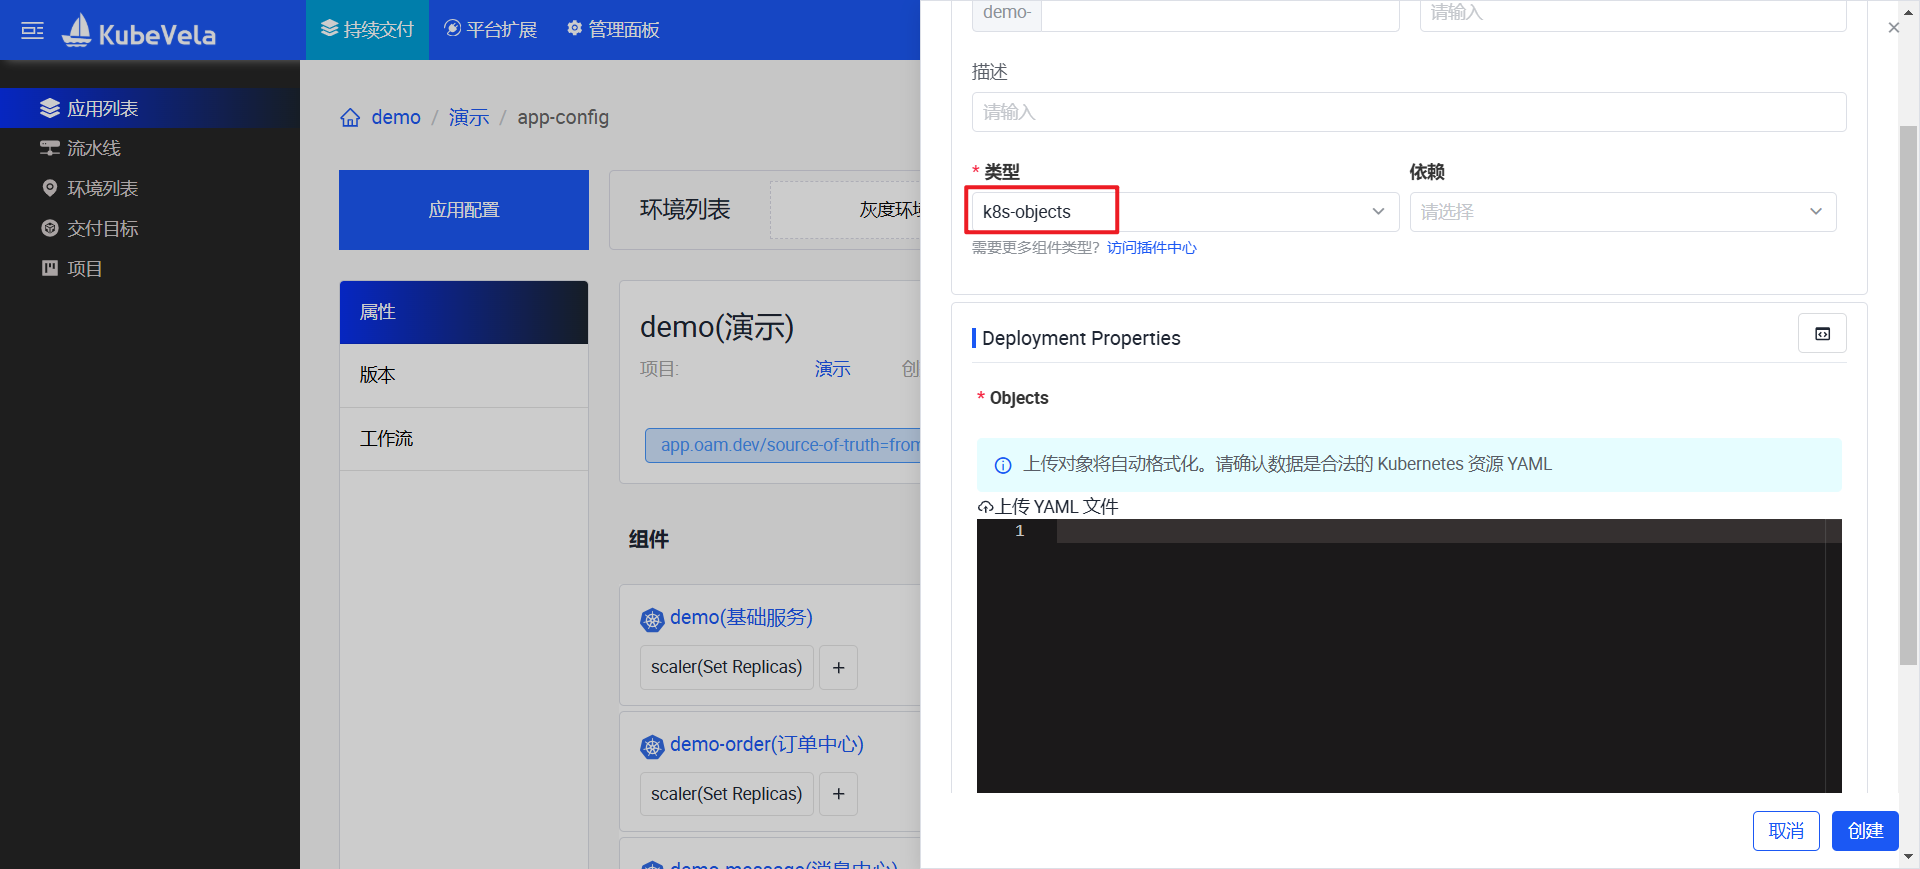 KubeVela
持续交付
平台扩展
管理面板
应用列表
流水线
环境列表
交付目标
项目
demo / 演示 / app-config
应用配置
环境列表
灰度环境
属性
版本
工作流
demo(演示)
项目:
演示
创
app.oam.dev/source-of-truth=from
组件
demo(基础服务)
scaler(Set Replicas)
+
demo-order(订单中心)
scaler(Set Replicas)
+
demo-message(消息中心)
demo-
请输入
描述
请输入
* 类型
k8s-objects
需要更多组件类型? 访问插件中心
依赖
请选择
Deployment Properties
* Objects
上传对象将自动格式化。请确认数据是合法的 Kubernetes 资源 YAML
上传 YAML 文件
1
取消
创建